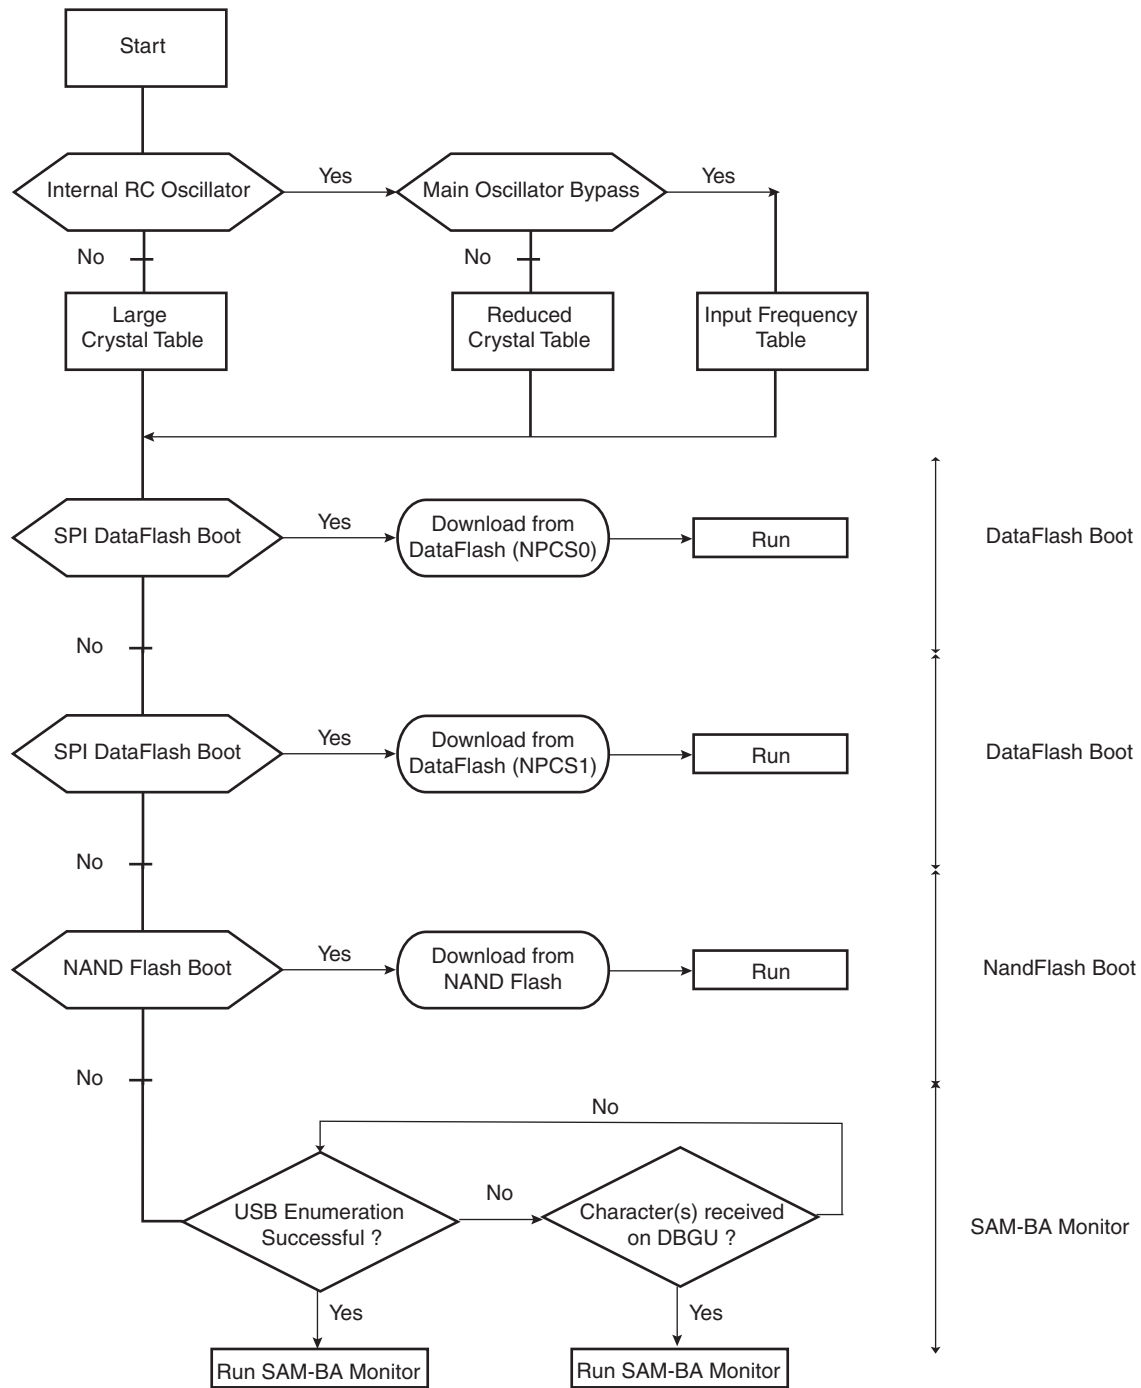 Start
Internal RC Oscillator
Yes
Main Oscillator Bypass
Yes
No
No
Large
Crystal Table
Reduced
Crystal Table
Input Frequency
Table
SPI DataFlash Boot
Yes
Download from
DataFlash (NPCS0)
Run
DataFlash Boot
No
SPI DataFlash Boot
Yes
Download from
DataFlash (NPCS1)
Run
DataFlash Boot
No
NAND Flash Boot
Yes
Download from
NAND Flash
Run
NandFlash Boot
No
No
USB Enumeration
Successful ?
No
Character(s) received
on DBGU ?
SAM-BA Monitor
Yes
Yes
Run SAM-BA Monitor
Run SAM-BA Monitor